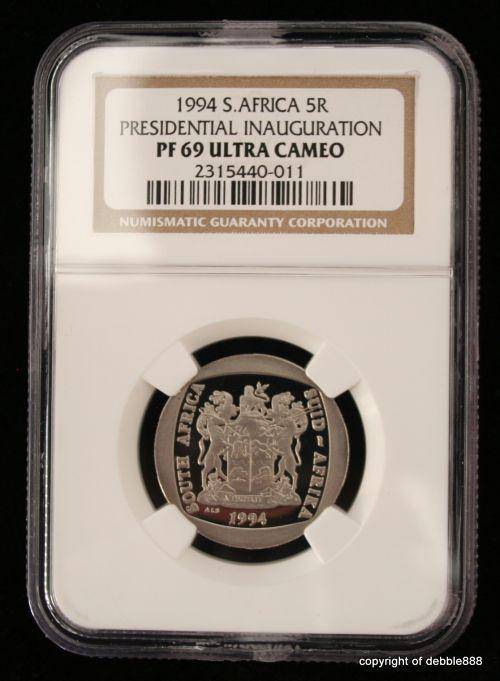 1994 S.AFRICA 5R
PRESIDENTIAL INAUGURATION
PF 69 ULTRA CAMEO
2315440-011
NUMISMATIC GUARANTY CORPORATION
SOUTH AFRICA
SUID - AFRIKA
ALS
1994
copyright of debble888